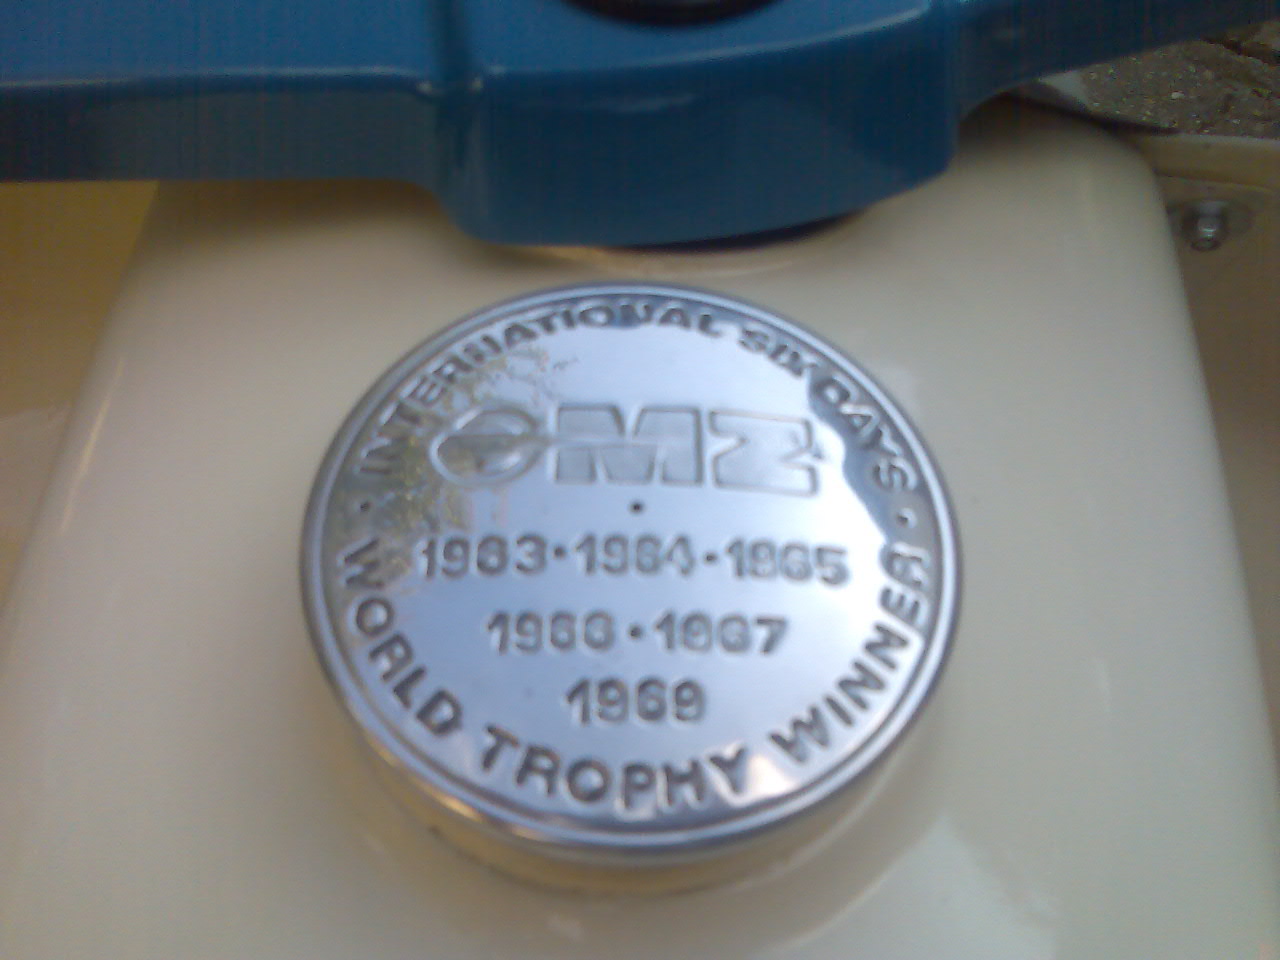 · INTERNATIONAL SIX DAYS ·
MZ
1963 · 1964 · 1965
1966 · 1967
1969
WORLD TROPHY WINNER